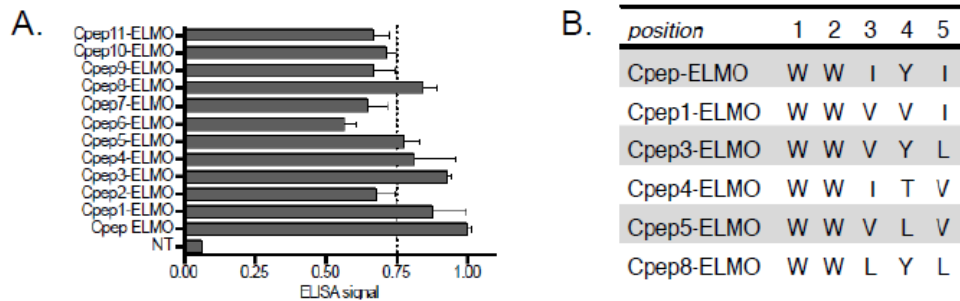 A.
Cpep11-ELMO
Cpep10-ELMO
Cpep9-ELMO
Cpep8-ELMO
Cpep7-ELMO
Cpep6-ELMO
Cpep5-ELMO
Cpep4-ELMO
Cpep3-ELMO
Cpep2-ELMO
Cpep1-ELMO
Cpep ELMO
NT
0.00 0.25 0.50 0.75 1.00
ELISA signal
B.
position 1 2 3 4 5
Cpep-ELMO W W I Y I
Cpep1-ELMO W W V V I
Cpep3-ELMO W W V Y L
Cpep4-ELMO W W I T V
Cpep5-ELMO W W V L V
Cpep8-ELMO W W L Y L